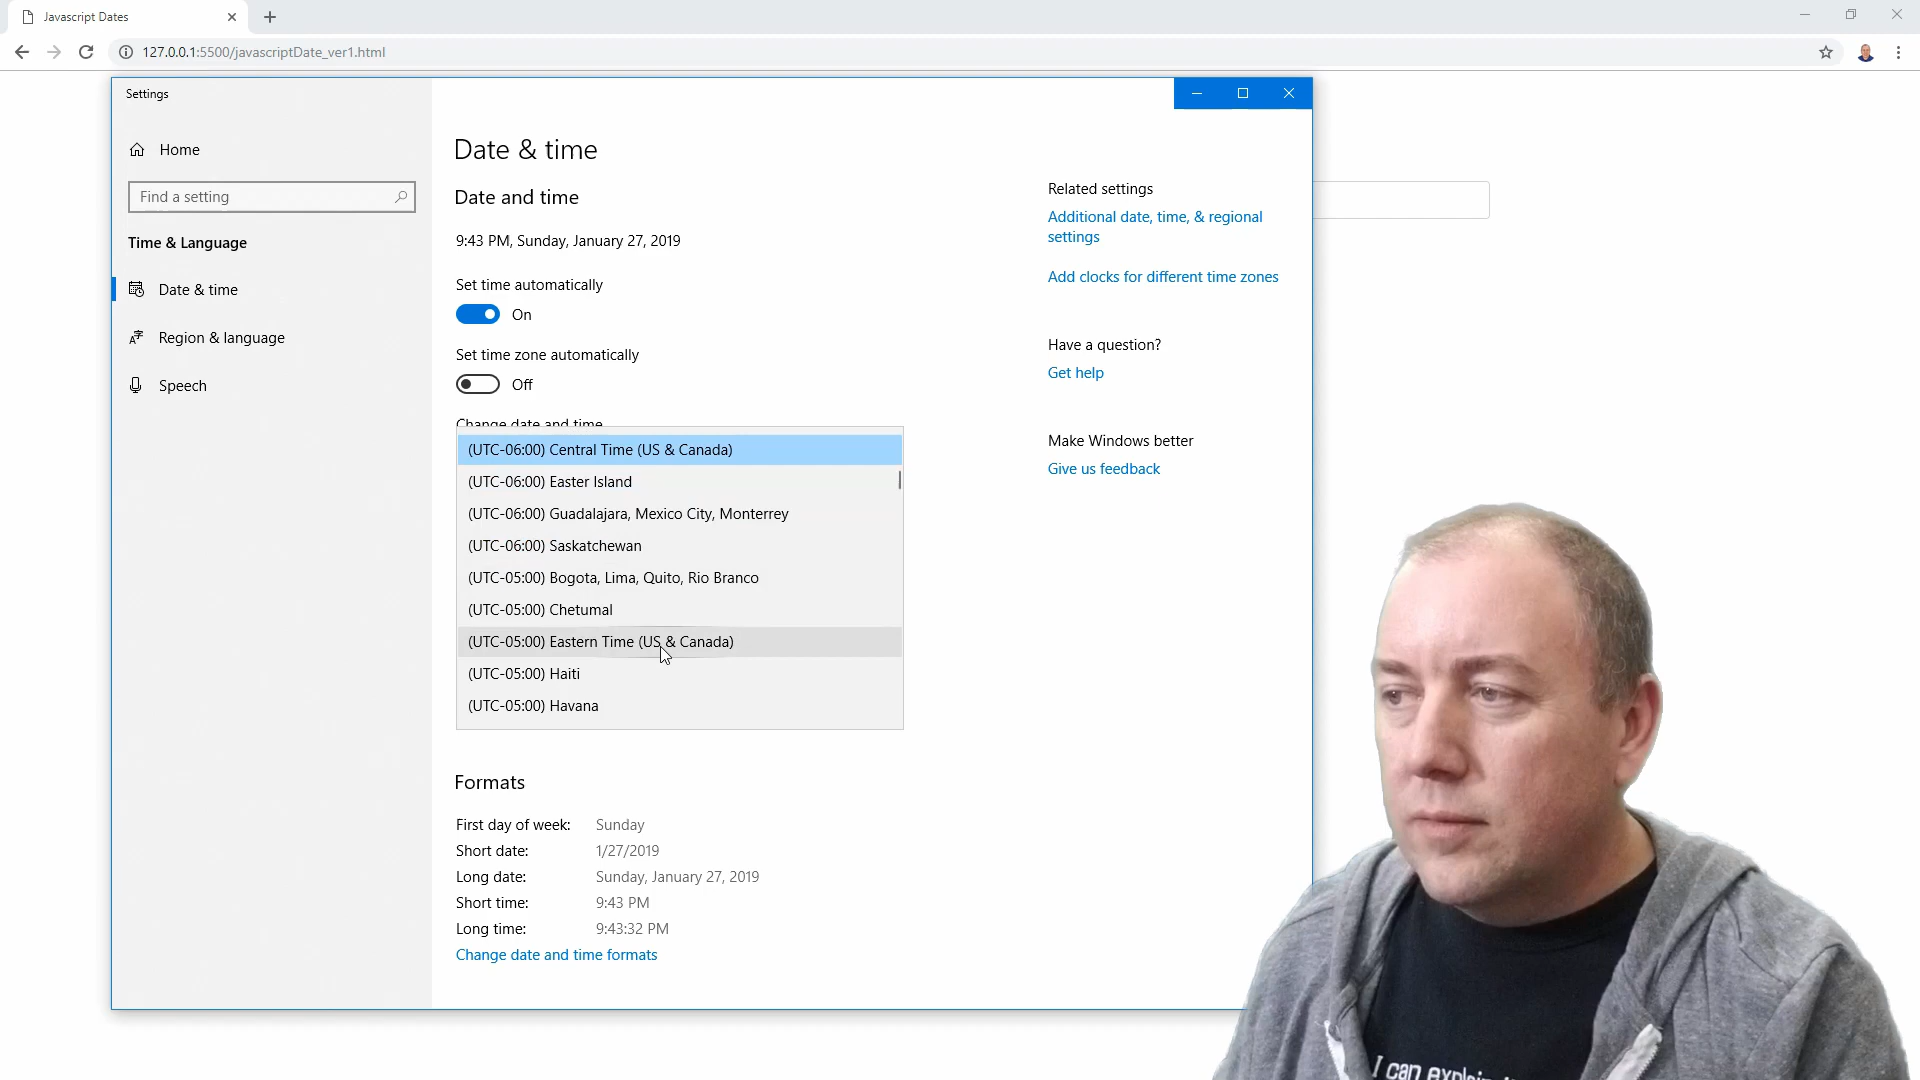 Javascript Dates
127.0.0.1:5500/javascriptDate_ver1.html
Settings
Home
Find a setting
Time & Language
Date & time
Region & language
Speech
Date & time
Date and time
9:43 PM, Sunday, January 27, 2019
Set time automatically
On
Set time zone automatically
Off
Change date and time
(UTC-06:00) Central Time (US & Canada)
(UTC-06:00) Easter Island
(UTC-06:00) Guadalajara, Mexico City, Monterrey
(UTC-06:00) Saskatchewan
(UTC-05:00) Bogota, Lima, Quito, Rio Branco
(UTC-05:00) Chetumal
(UTC-05:00) Eastern Time (US & Canada)
(UTC-05:00) Haiti
(UTC-05:00) Havana
Formats
First day of week: Sunday
Short date: 1/27/2019
Long date: Sunday, January 27, 2019
Short time: 9:43 PM
Long time: 9:43:32 PM
Change date and time formats
Related settings
Additional date, time, & regional
settings
Add clocks for different time zones
Have a question?
Get help
Make Windows better
Give us feedback
I can